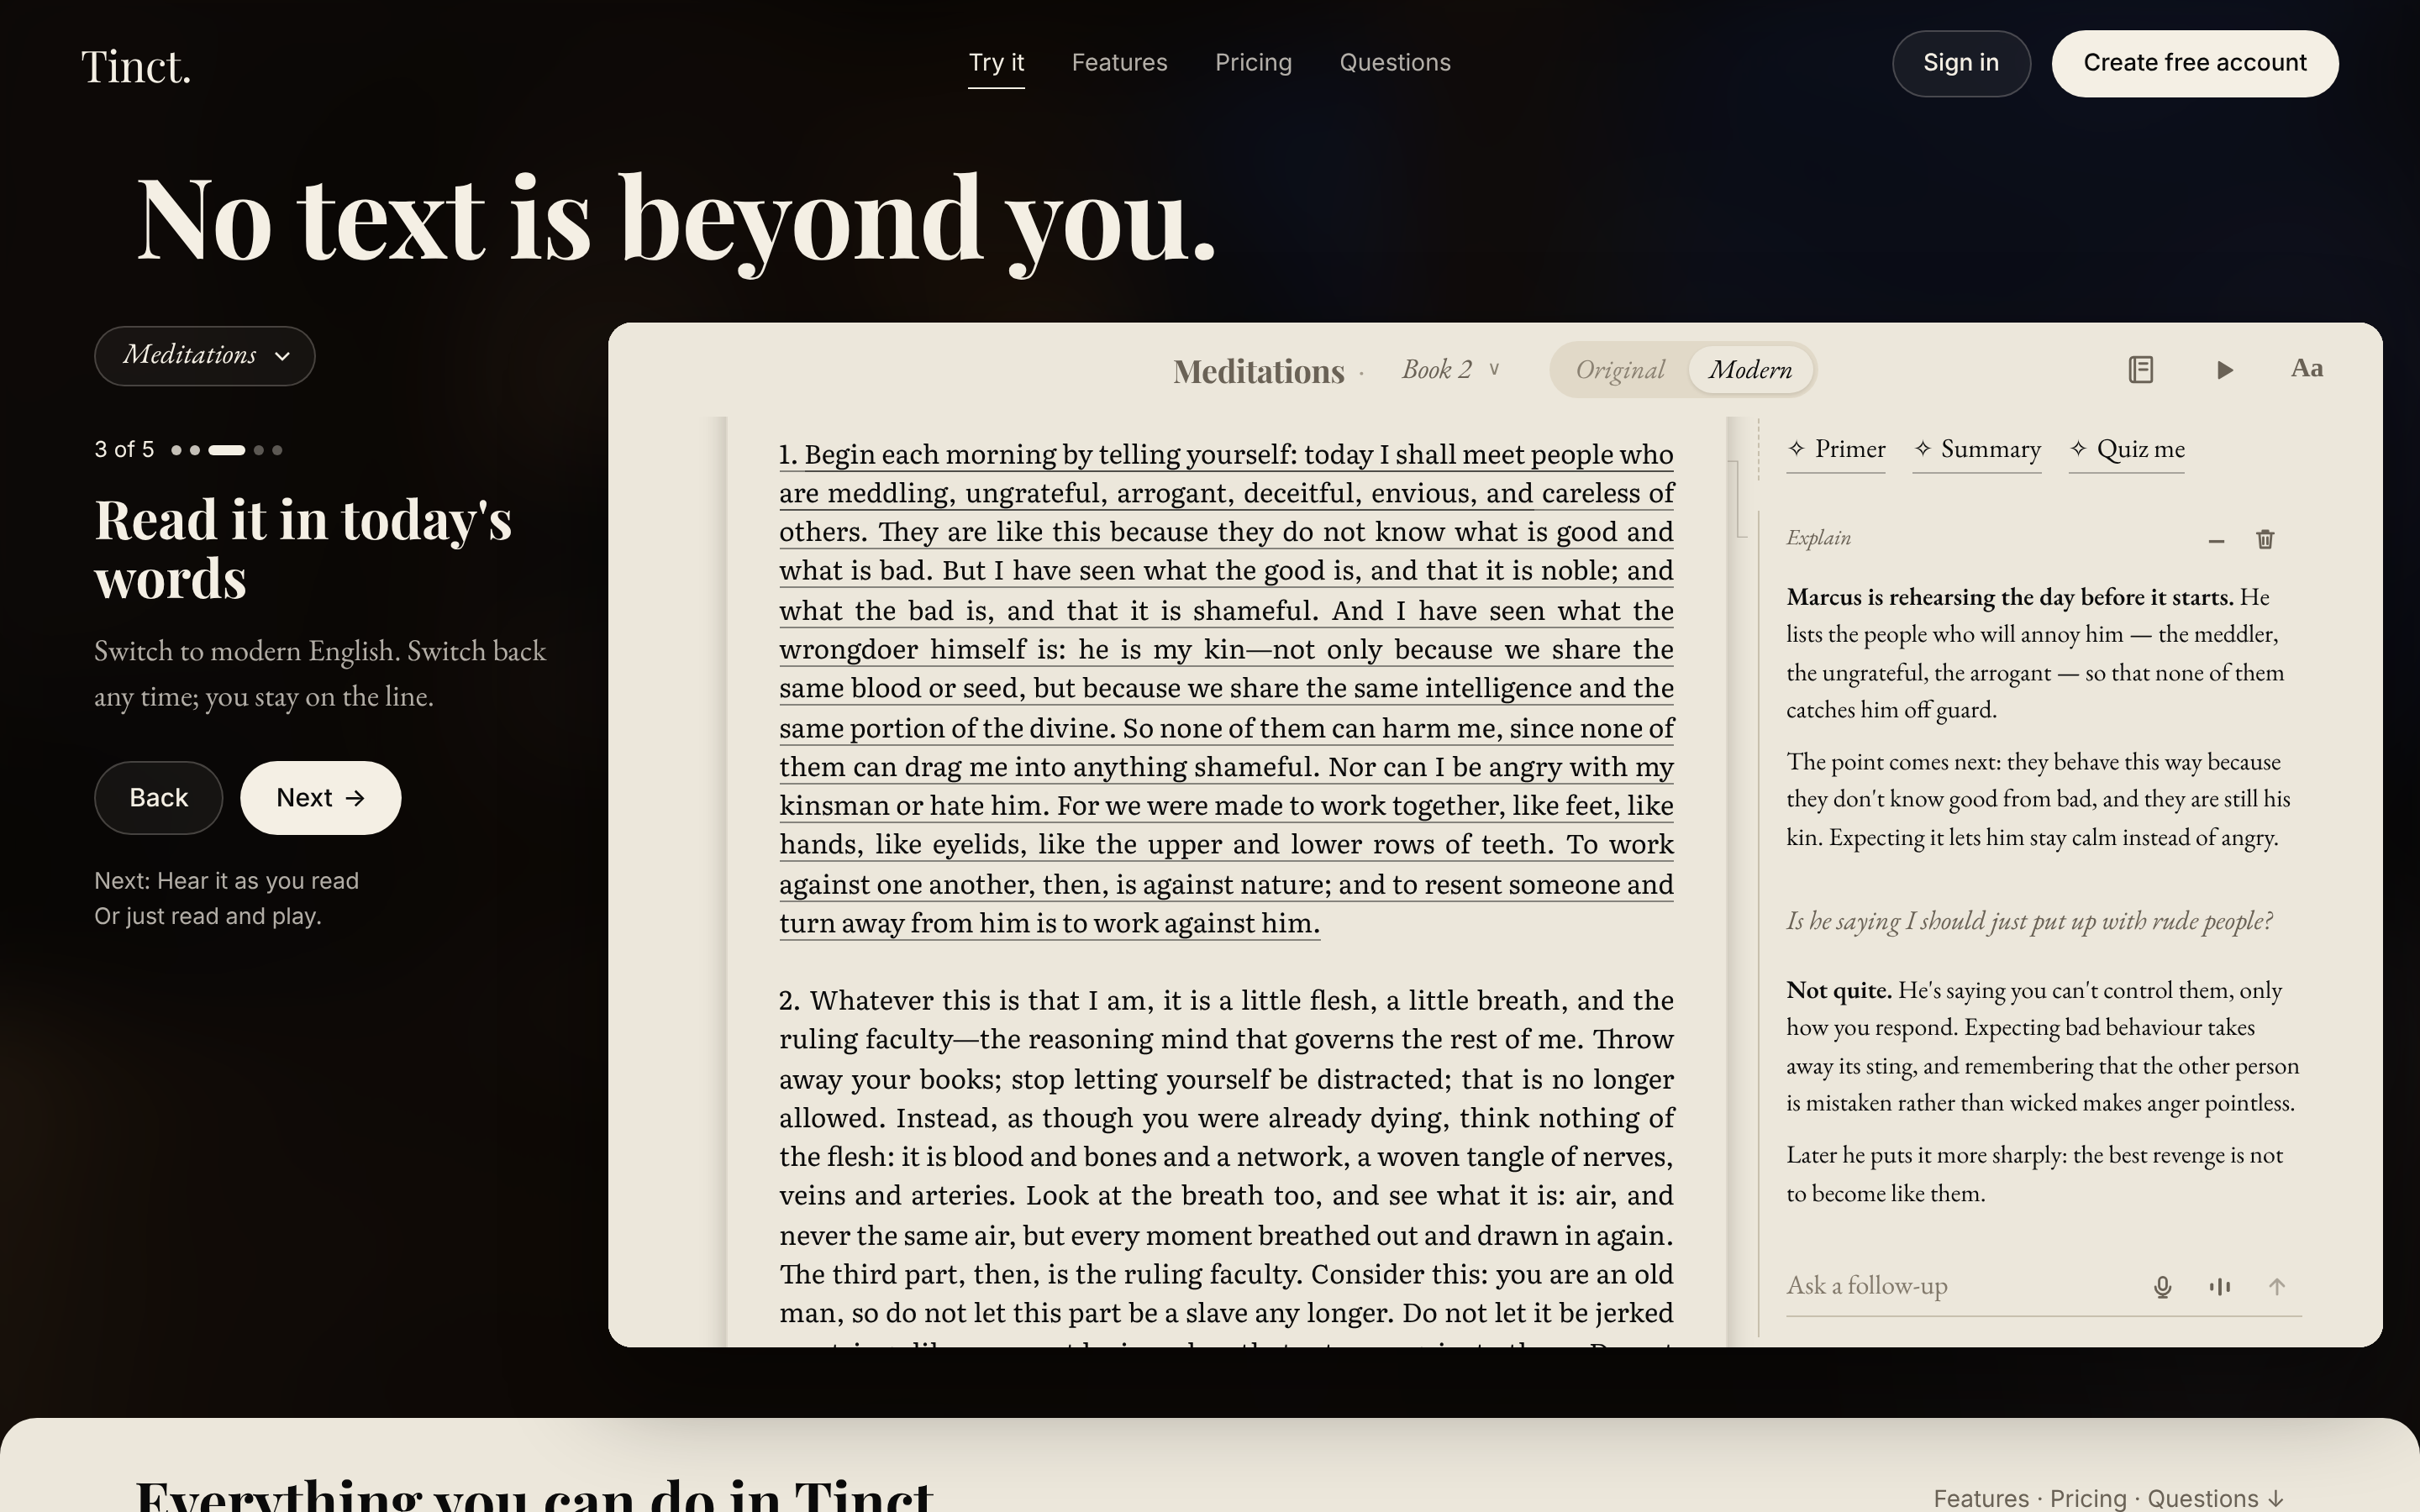 Tinct.
Try it
Features
Pricing
Questions
Sign in
Create free account
No text is beyond you.
Meditations
3 of 5
Read it in today's
words
Switch to modern English. Switch back
any time; you stay on the line.
Back
Next →
Next: Hear it as you read
Or just read and play.
Meditations ·
Book 2
Original
Modern
Aa
1. Begin each morning by telling yourself: today I shall meet people who
are meddling, ungrateful, arrogant, deceitful, envious, and careless of
others. They are like this because they do not know what is good and
what is bad. But I have seen what the good is, and that it is noble; and
what the bad is, and that it is shameful. And I have seen what the
wrongdoer himself is: he is my kin—not only because we share the
same blood or seed, but because we share the same intelligence and the
same portion of the divine. So none of them can harm me, since none of
them can drag me into anything shameful. Nor can I be angry with my
kinsman or hate him. For we were made to work together, like feet, like
hands, like eyelids, like the upper and lower rows of teeth. To work
against one another, then, is against nature; and to resent someone and
turn away from him is to work against him.
2. Whatever this is that I am, it is a little flesh, a little breath, and the
ruling faculty—the reasoning mind that governs the rest of me. Throw
away your books; stop letting yourself be distracted; that is no longer
allowed. Instead, as though you were already dying, think nothing of
the flesh: it is blood and bones and a network, a woven tangle of nerves,
veins and arteries. Look at the breath too, and see what it is: air, and
never the same air, but every moment breathed out and drawn in again.
The third part, then, is the ruling faculty. Consider this: you are an old
man, so do not let this part be a slave any longer. Do not let it be jerked
Primer
Summary
Quiz me
Explain
Marcus is rehearsing the day before it starts. He
lists the people who will annoy him — the meddler,
the ungrateful, the arrogant — so that none of them
catches him off guard.
The point comes next: they behave this way because
they don't know good from bad, and they are still his
kin. Expecting it lets him stay calm instead of angry.
Is he saying I should just put up with rude people?
Not quite. He's saying you can't control them, only
how you respond. Expecting bad behaviour takes
away its sting, and remembering that the other person
is mistaken rather than wicked makes anger pointless.
Later he puts it more sharply: the best revenge is not
to become like them.
Ask a follow-up
Everything you can do in Tinct
Features · Pricing · Questions ↓